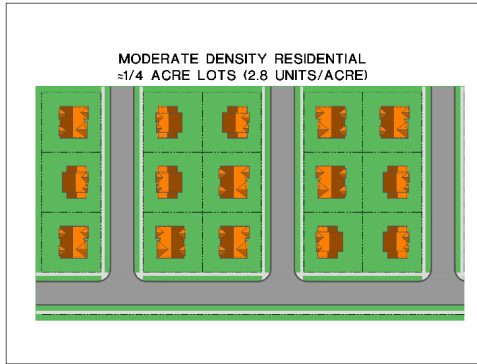 MODERATE DENSITY RESIDENTIAL
≈1/4 ACRE LOTS (2.8 UNITS/ACRE)